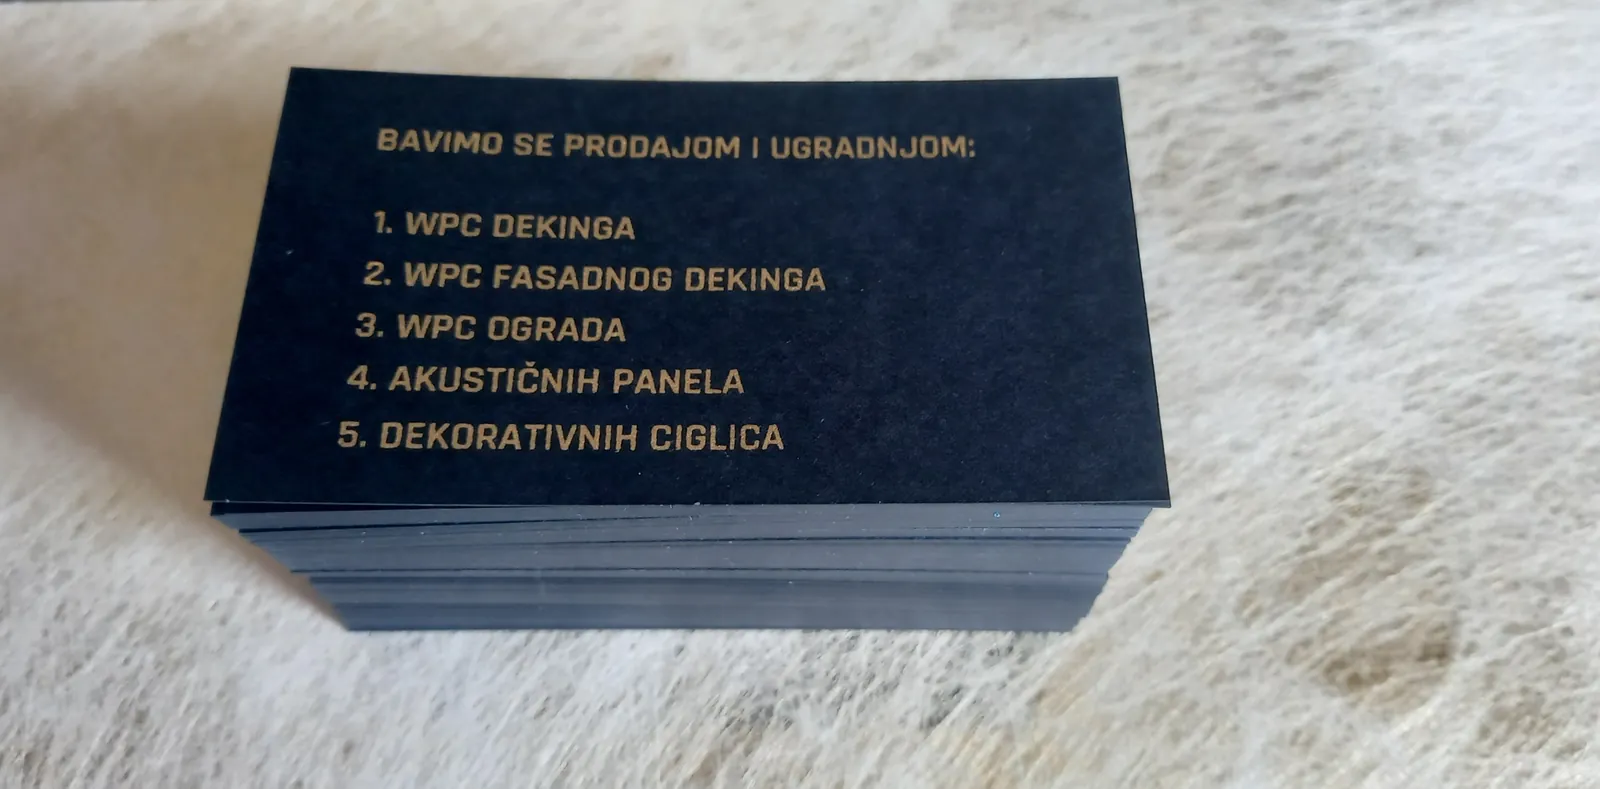 BAVIMO SE PRODAJOM I UGRADNJOM:
1. WPC DEKINGA
2. WPC FASADNOG DEKINGA
3. WPC OGRADA
4. AKUSTIČNIH PANELA
5. DEKORATIVNIH CIGLICA